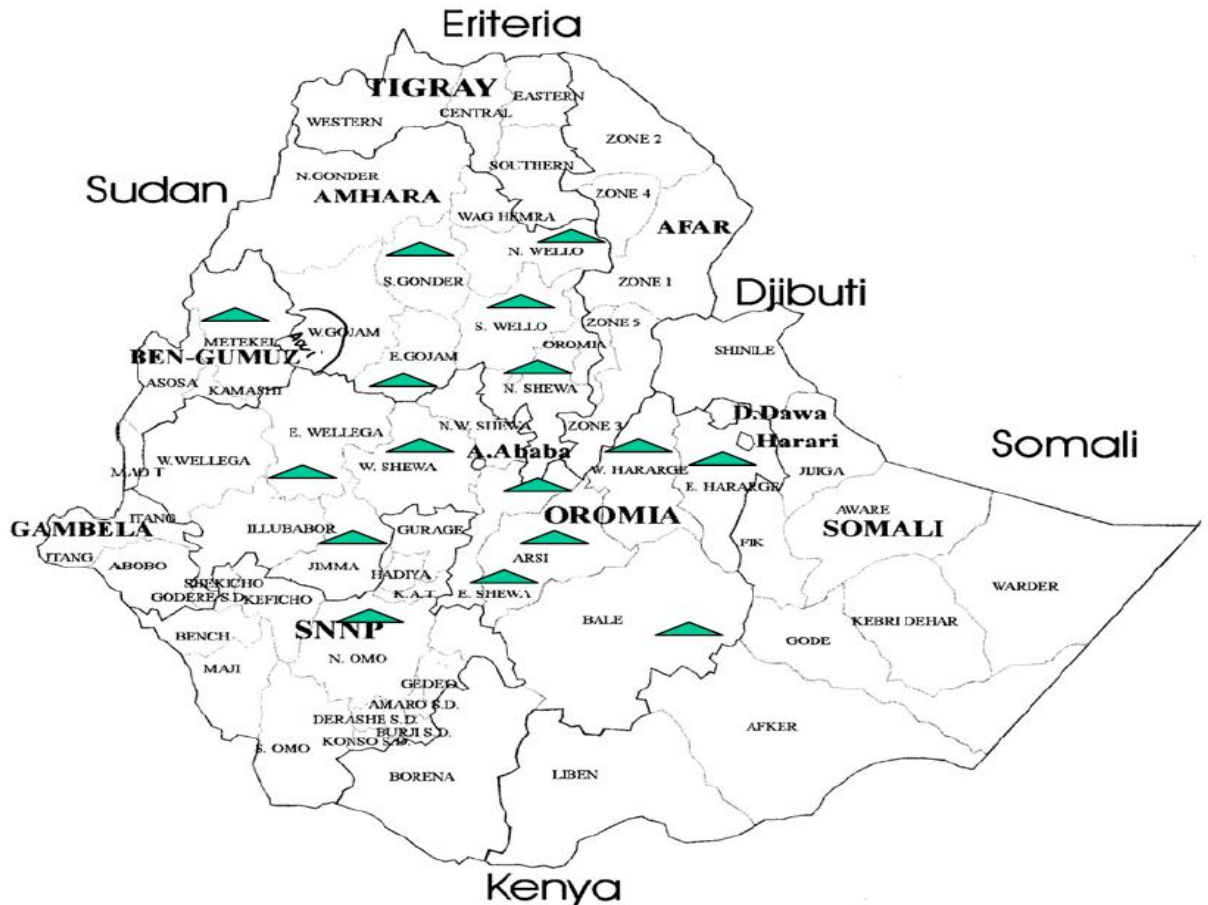 Eriteria
TIGRAY
EASTERN
CENTRAL
WESTERN
ZONE 2
SOUTHERN
N.GONDER
Sudan
AMHARA
ZONE 4
WAG HEMRA
AFAR
N. WELLO
S.GONDER
ZONE 1
Djibuti
ZONE 5
S. WELLO
W.GOJAM
METEKEL
OROMIA
SHINILE
BEN-GUMUZ
E.GOJAM
ASOSA
KAMASHI
N. SHEWA
D.Dawa
N.W. SHEWA
ZONE 3
E. WELLEGA
Harari
Somali
A.Ababa
W.WELLEGA
W. SHEWA
W. HARARGE
JIJIGA
MAO T
E. HARARGE
AWARE
ITANG
OROMIA
GAMBELA
ILLUBABOR
GURAGE
SOMALI
FIK
ITANG
ARSI
ABOBO
JIMMA
HADIYA
SHEKICHO
WARDER
GODERE S.D.
KEFICHO
K.A.T.
E. SHEWA
BALE
KEBRI DEHAR
SNNP
BENCH
GODE
N. OMO
MAJI
GEDEO
AMARO S.D.
DERASHE S.D.
BURJI S.D.
KONSO S.D.
S. OMO
AFKER
BORENA
LIBEN
Kenya